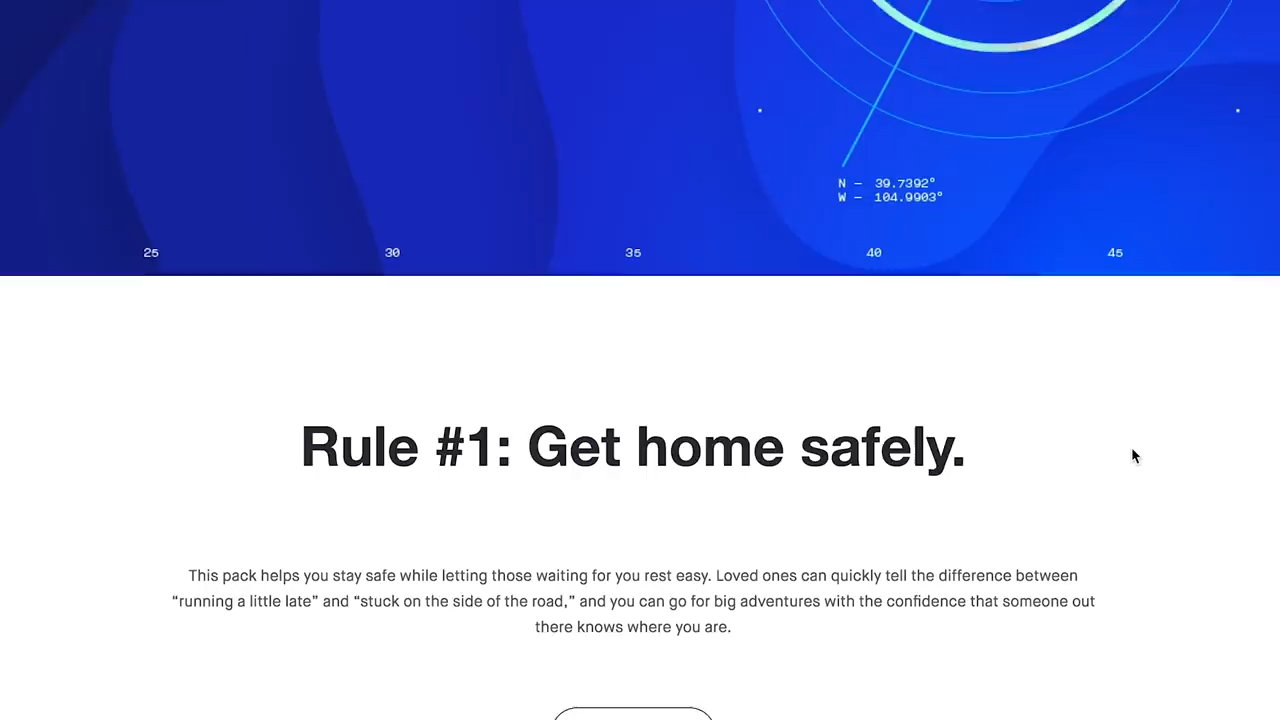 N — 39.7392°
W — 104.9903°
25 30 35 40 45
Rule #1: Get home safely.
This pack helps you stay safe while letting those waiting for you rest easy. Loved ones can quickly tell the difference between
“running a little late” and “stuck on the side of the road,” and you can go for big adventures with the confidence that someone out
there knows where you are.